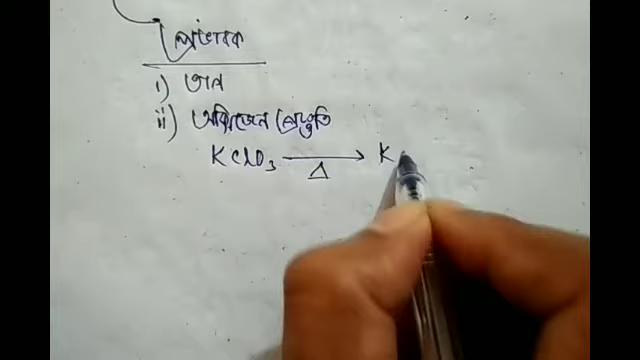 প্রভাবক
i) তাপ
ii) অক্সিজেন প্রস্তুতি
KClO₃ ⟶ K
Δ